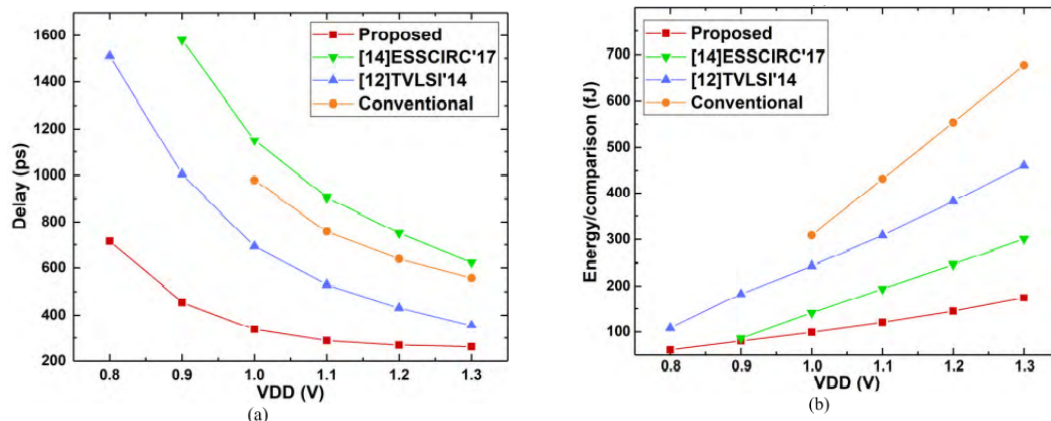 1600
1400
1200
1000
800
600
400
200
Delay (ps)
Proposed
[14]ESSCIRC'17
[12]TVLSI'14
Conventional
0.8 0.9 1.0 1.1 1.2 1.3
VDD (V)
(a)
700
600
500
400
300
200
100
Energy/comparison (fJ)
Proposed
[14]ESSCIRC'17
[12]TVLSI'14
Conventional
0.8 0.9 1.0 1.1 1.2 1.3
VDD (V)
(b)